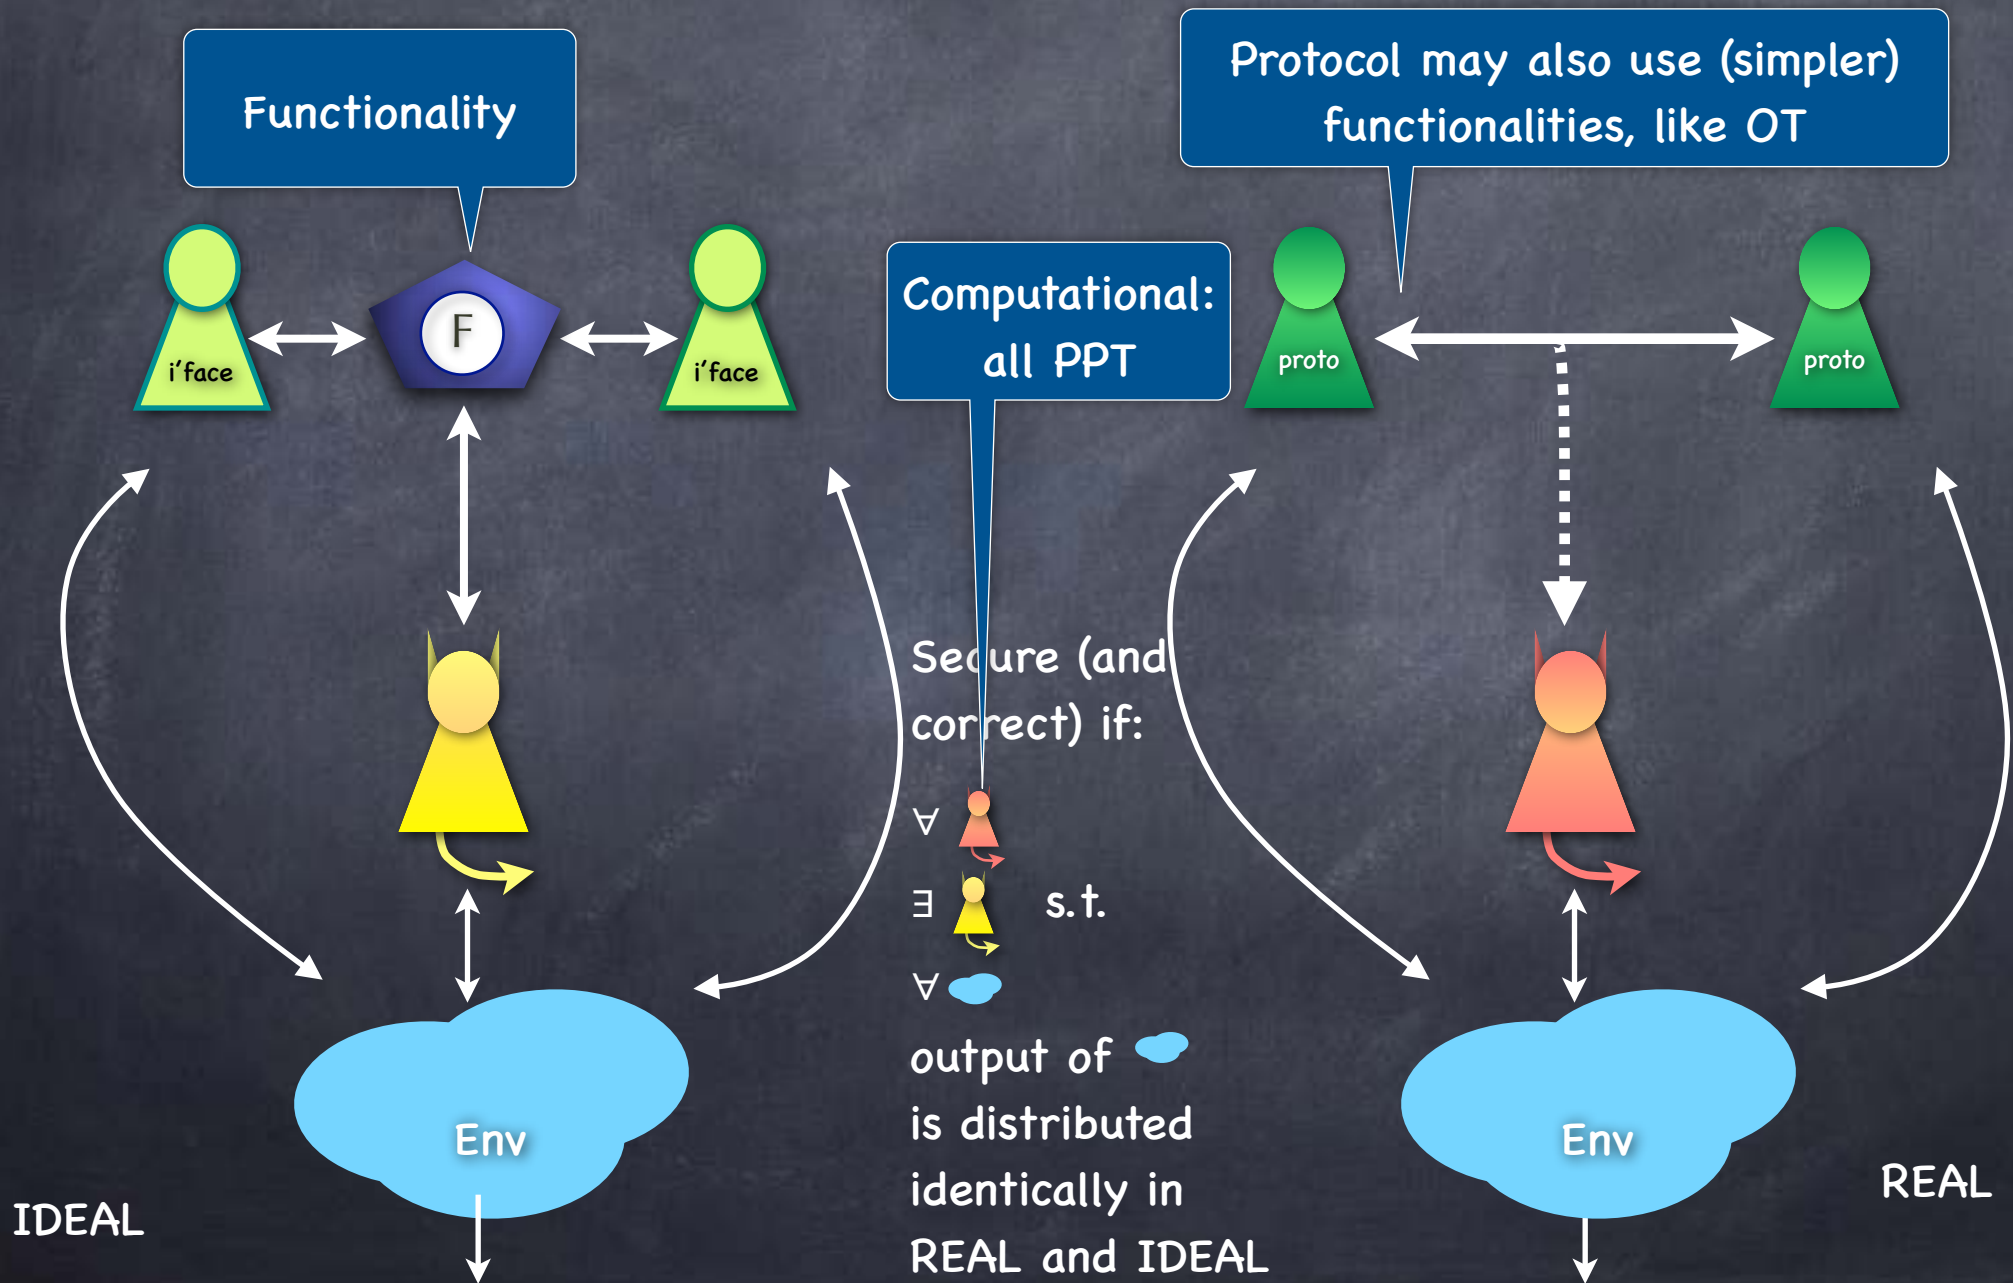 Functionality
Protocol may also use (simpler)
functionalities, like OT
Computational:
all PPT
i'face
F
i'face
proto
proto
Secure (and
correct) if:
∀
∃ s.t.
∀
output of
is distributed
identically in
REAL and IDEAL
Env
Env
IDEAL
REAL